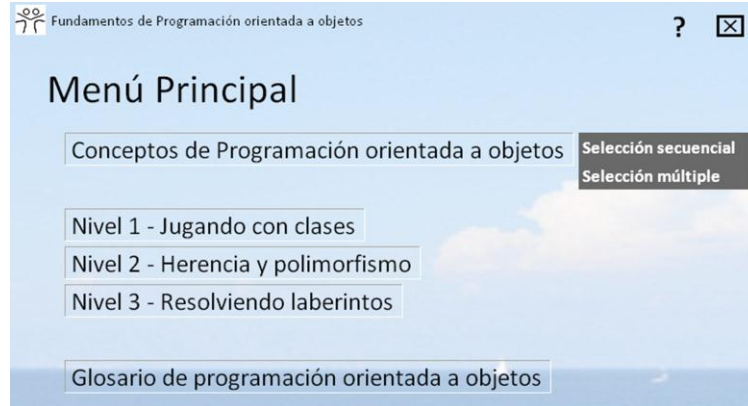 Fundamentos de Programación orientada a objetos
?
Menú Principal
Conceptos de Programación orientada a objetos
Selección secuencial
Selección múltiple
Nivel 1 - Jugando con clases
Nivel 2 - Herencia y polimorfismo
Nivel 3 - Resolviendo laberintos
Glosario de programación orientada a objetos